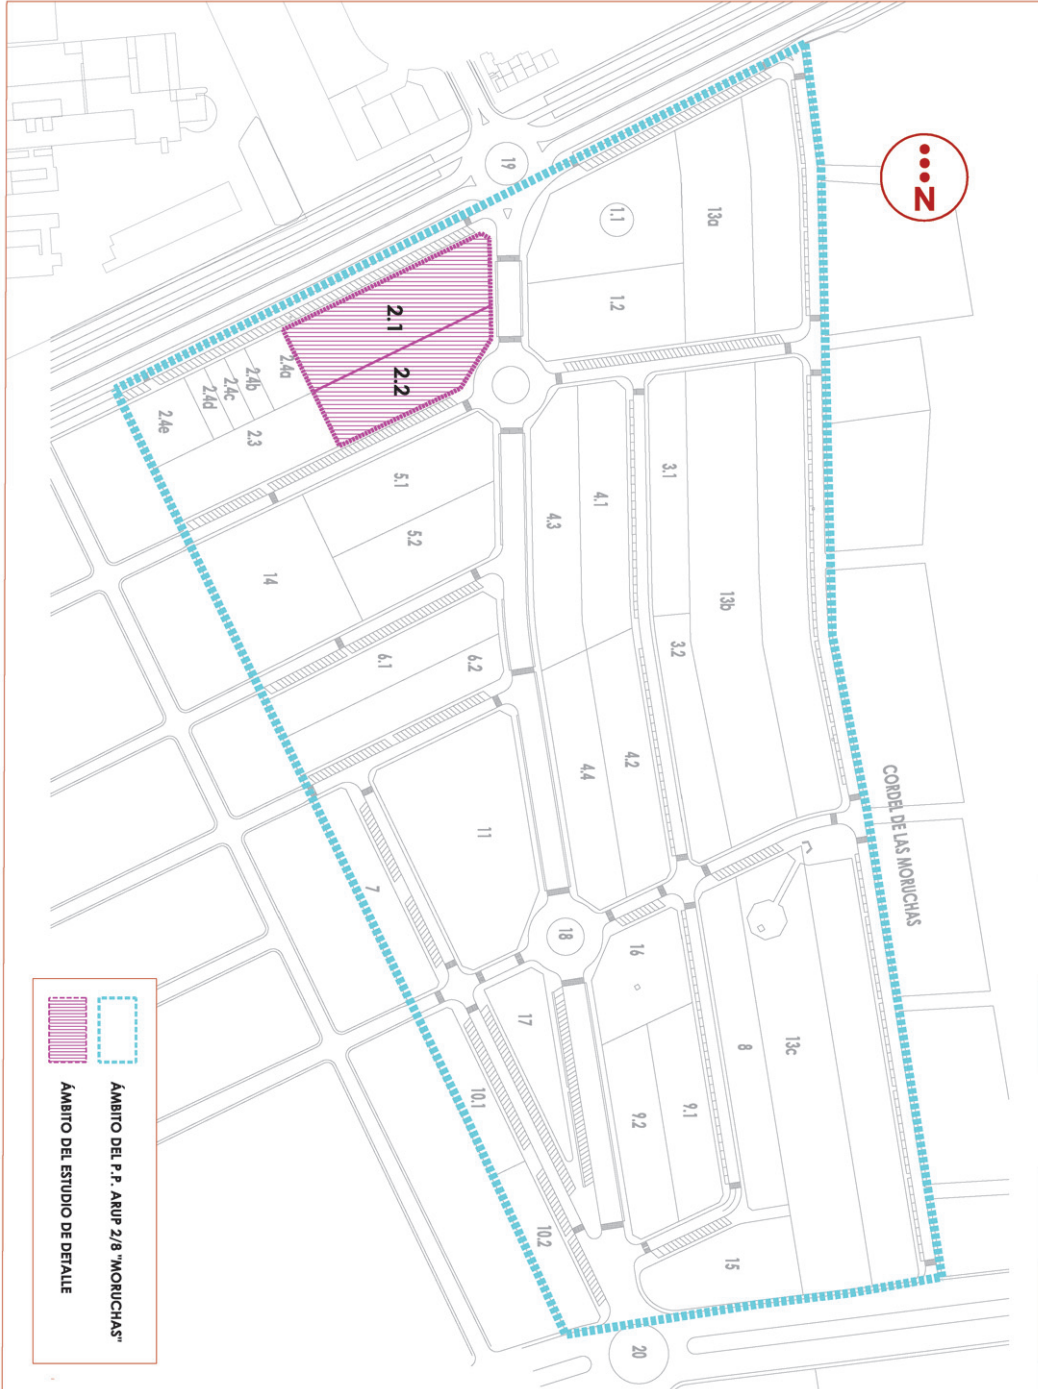 N
19
1.1
13a
1.2
2.1
2.2
2.4a
2.4b
2.4c
2.4d
2.4e
2.3
5.1
5.2
14
4.3
4.1
3.1
13b
3.2
6.1
6.2
4.2
4.4
CORDEL DE LAS MORUCHAS
11
7
18
16
17
8
13c
10.1
9.2
9.1
10.2
15
20
ÁMBITO DEL P.P. ARUP 2/8 "MORUCHAS"
ÁMBITO DEL ESTUDIO DE DETALLE